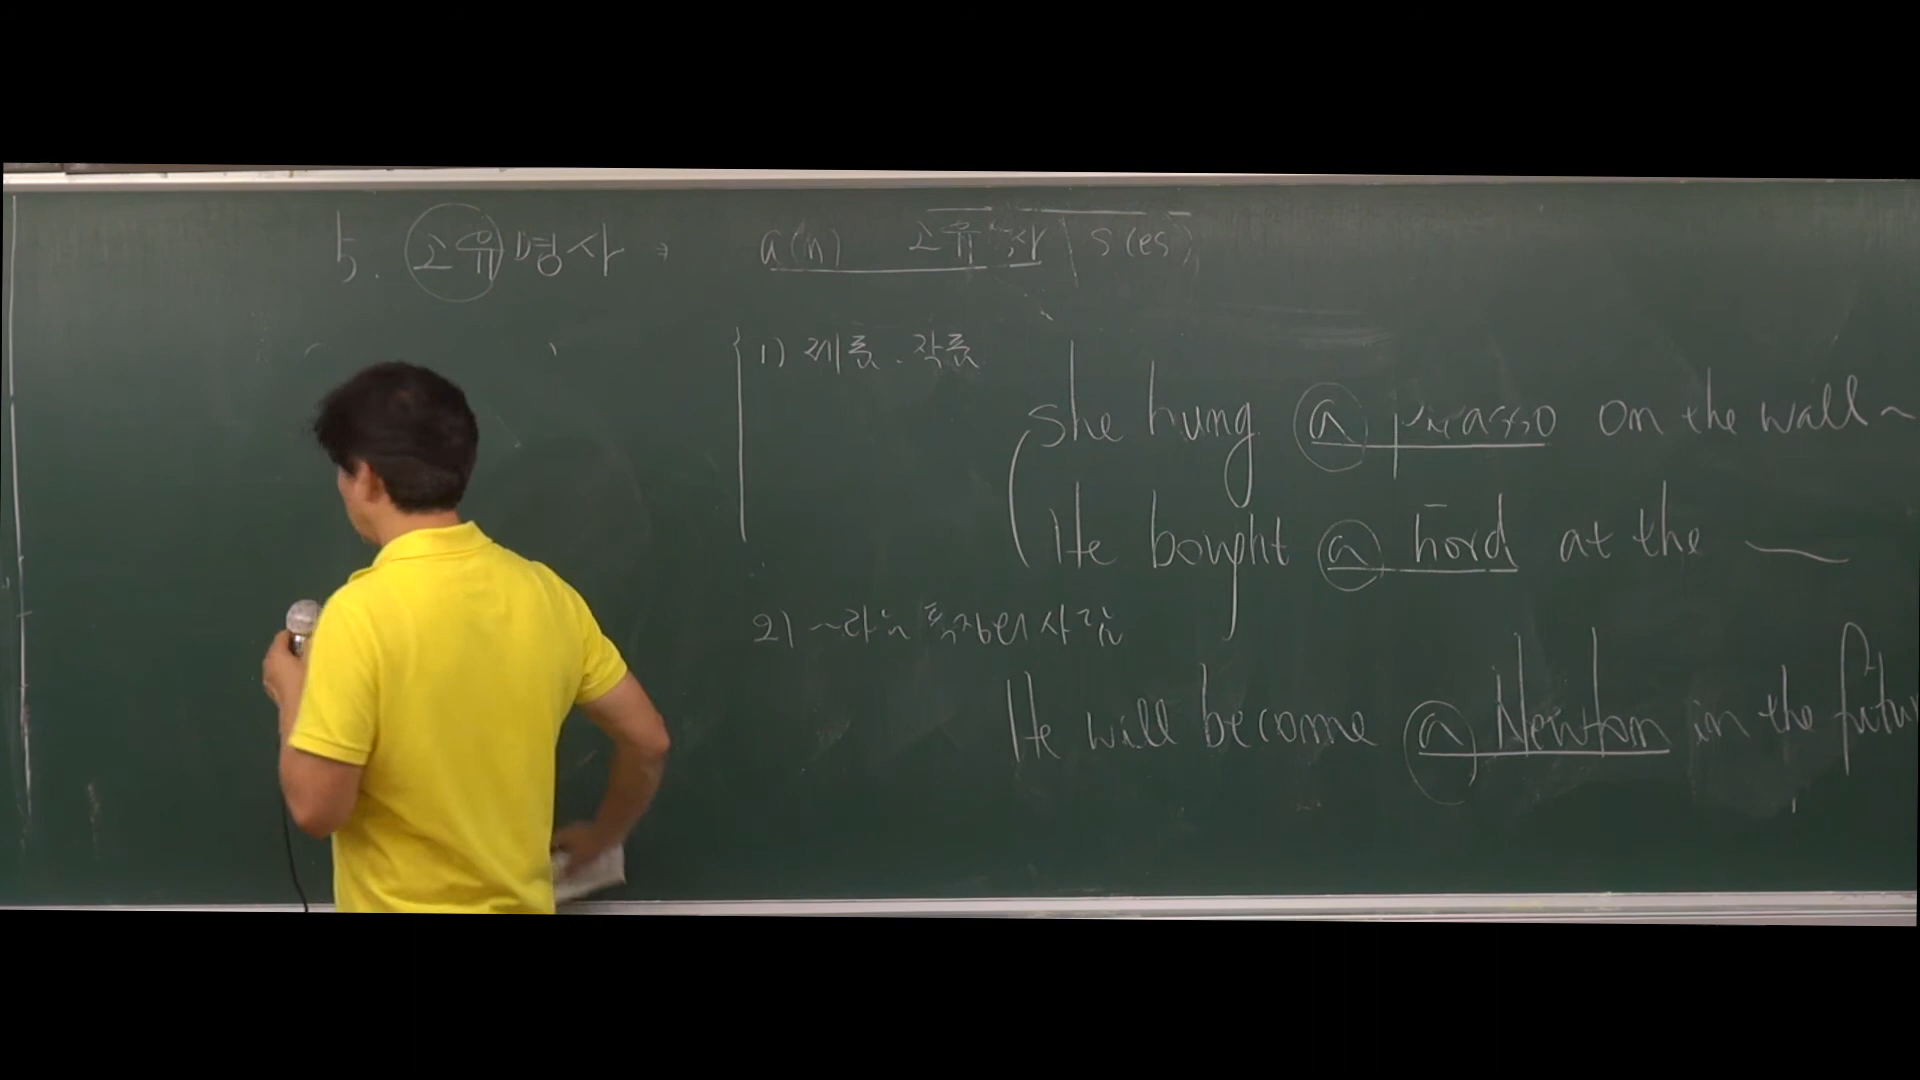 5. 고유명사 → a(n) 고유명사 s(es)
1) 제품. 작품
She hung a picasso on the wall ~
He bought a Ford at the ~
2) ~라는 특정의 사람
He will become a Newton in the futur